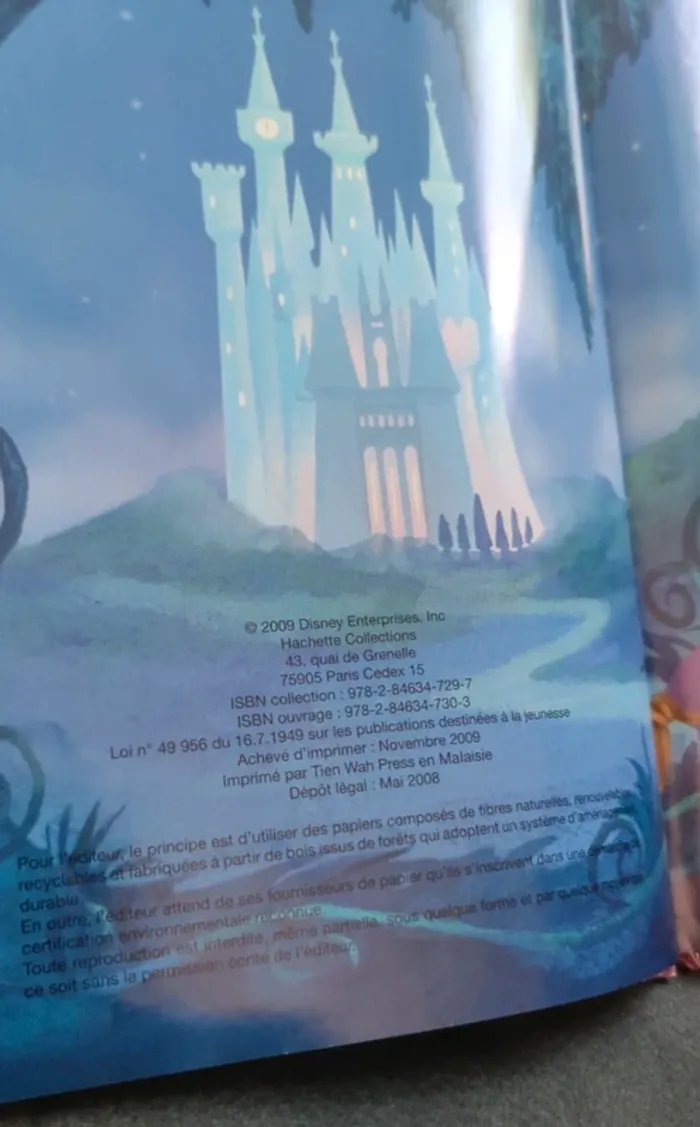 © 2009 Disney Enterprises, Inc
Hachette Collections
43, quai de Grenelle
75905 Paris Cedex 15
ISBN collection : 978-2-84634-729-7
ISBN ouvrage : 978-2-84634-730-3
Loi n° 49 956 du 16.7.1949 sur les publications destinées à la jeunesse
Achevé d'imprimer : Novembre 2009
Imprimé par Tien Wah Press en Malaisie
Dépôt légal : Mai 2008
Pour l'éditeur, le principe est d'utiliser des papiers composés de fibres naturelles, renouvelables,
recyclables et fabriquées à partir de bois issus de forêts qui adoptent un système d'aménagement
durable.
En outre, l'éditeur attend de ses fournisseurs de papier qu'ils s'inscrivent dans une démarche de
certification environnementale reconnue.
Toute reproduction est interdite, même partielle, sous quelque forme et par quelque moyen que
ce soit sans la permission écrite de l'éditeur.